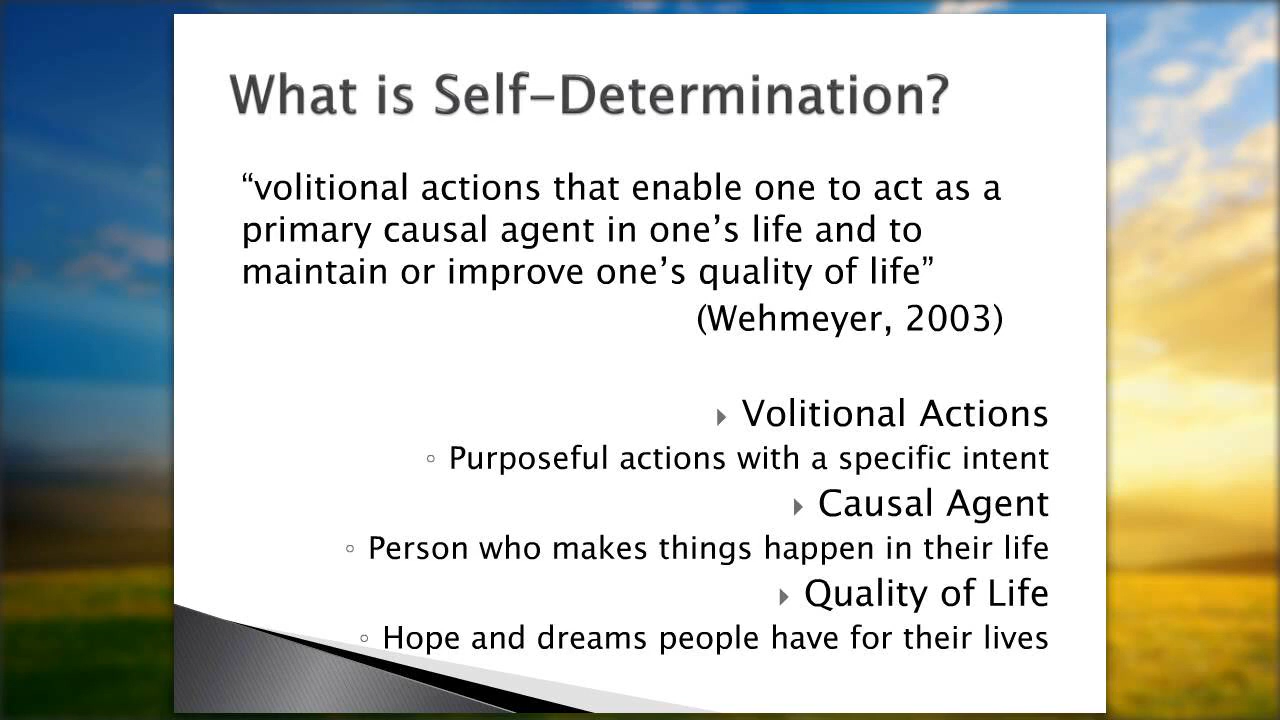 What is Self-Determination?
“volitional actions that enable one to act as a
primary causal agent in one’s life and to
maintain or improve one’s quality of life”
(Wehmeyer, 2003)
Volitional Actions
Purposeful actions with a specific intent
Causal Agent
Person who makes things happen in their life
Quality of Life
Hope and dreams people have for their lives